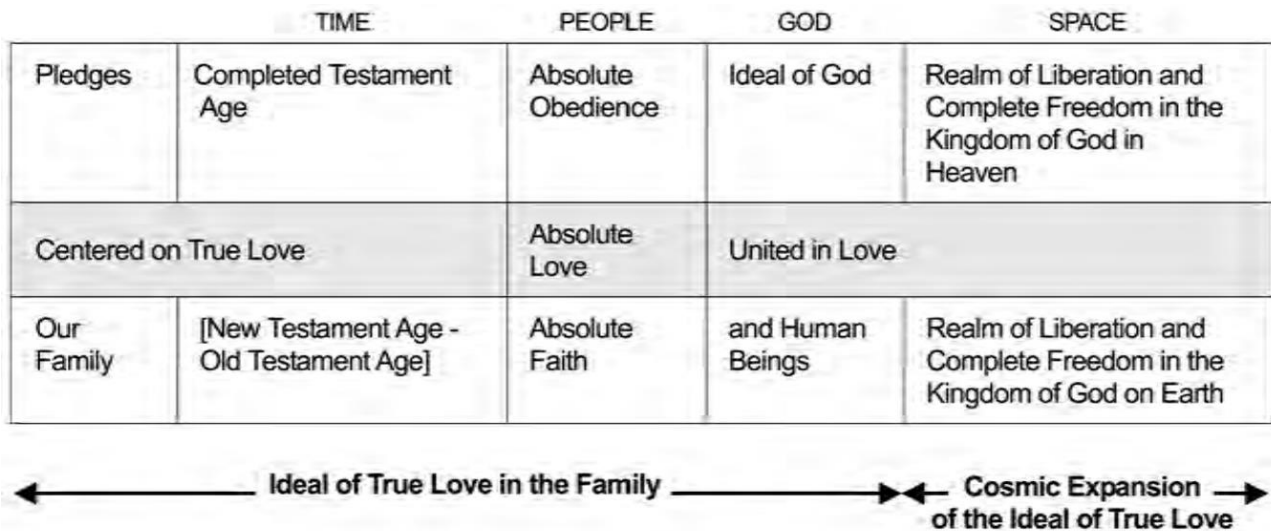 TIME PEOPLE GOD SPACE
Pledges
Completed Testament
Age
Absolute
Obedience
Ideal of God
Realm of Liberation and
Complete Freedom in the
Kingdom of God in
Heaven
Centered on True Love
Absolute
Love
United in Love
Our
Family
[New Testament Age -
Old Testament Age]
Absolute
Faith
and Human
Beings
Realm of Liberation and
Complete Freedom in the
Kingdom of God on Earth
Ideal of True Love in the Family
Cosmic Expansion
of the Ideal of True Love